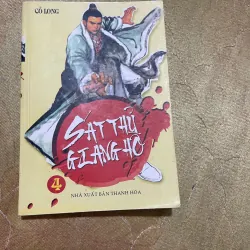 CỔ LONG
SÁT THỦ
GIANG HỒ
4
NHÀ XUẤT BẢN THANH HÓA